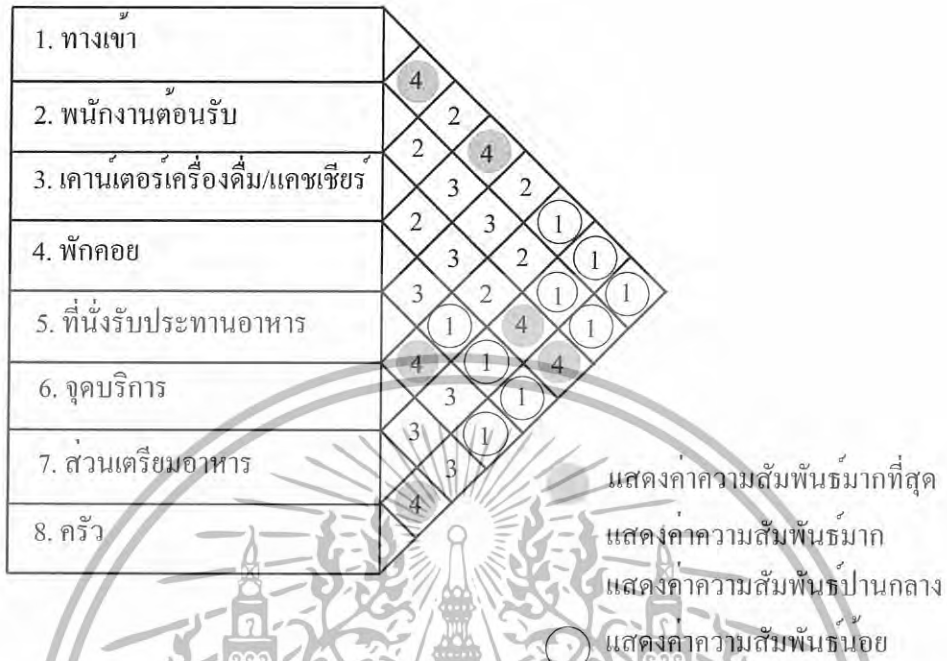 1. ทางเข้า
4
2. พนักงานต้อนรับ 2
2 4
3. เคาน์เตอร์เครื่องดื่ม/แคชเชียร์ 3 2
2 3 1
4. พักคอย 3 2 1
3 2 1 1
5. ที่นั่งรับประทานอาหาร 1 4 1
4 1 4
6. จุดบริการ 3 1
3 1
7. ส่วนเตรียมอาหาร 3
4
8. ครัว
แสดงค่าความสัมพันธ์มากที่สุด
แสดงค่าความสัมพันธ์มาก
แสดงค่าความสัมพันธ์ปานกลาง
แสดงค่าความสัมพันธ์น้อย